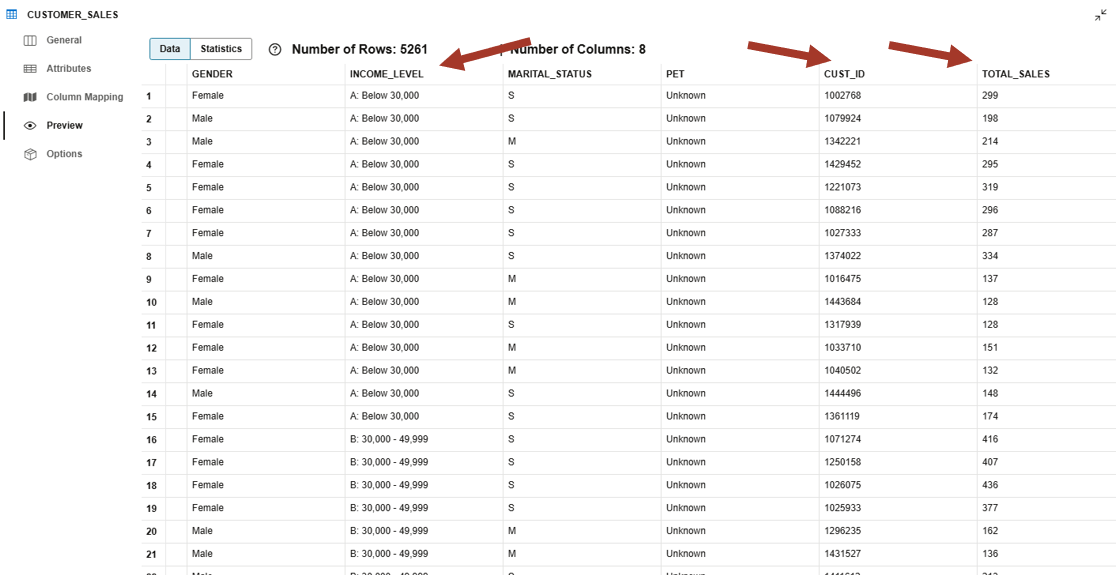 CUSTOMER_SALES
General
Attributes
Column Mapping
Preview
Options
Data Statistics Number of Rows: 5261 Number of Columns: 8
GENDER INCOME_LEVEL MARITAL_STATUS PET CUST_ID TOTAL_SALES
1 Female A: Below 30,000 S Unknown 1002768 299
2 Male A: Below 30,000 S Unknown 1079924 198
3 Male A: Below 30,000 M Unknown 1342221 214
4 Female A: Below 30,000 S Unknown 1429452 295
5 Female A: Below 30,000 S Unknown 1221073 319
6 Female A: Below 30,000 S Unknown 1088216 296
7 Female A: Below 30,000 S Unknown 1027333 287
8 Male A: Below 30,000 S Unknown 1374022 334
9 Female A: Below 30,000 M Unknown 1016475 137
10 Male A: Below 30,000 M Unknown 1443684 128
11 Female A: Below 30,000 S Unknown 1317939 128
12 Female A: Below 30,000 M Unknown 1033710 151
13 Female A: Below 30,000 M Unknown 1040502 132
14 Male A: Below 30,000 S Unknown 1444496 148
15 Female A: Below 30,000 S Unknown 1361119 174
16 Female B: 30,000 - 49,999 S Unknown 1071274 416
17 Female B: 30,000 - 49,999 S Unknown 1250158 407
18 Female B: 30,000 - 49,999 S Unknown 1026075 436
19 Female B: 30,000 - 49,999 S Unknown 1025933 377
20 Male B: 30,000 - 49,999 M Unknown 1296235 162
21 Male B: 30,000 - 49,999 M Unknown 1431527 136